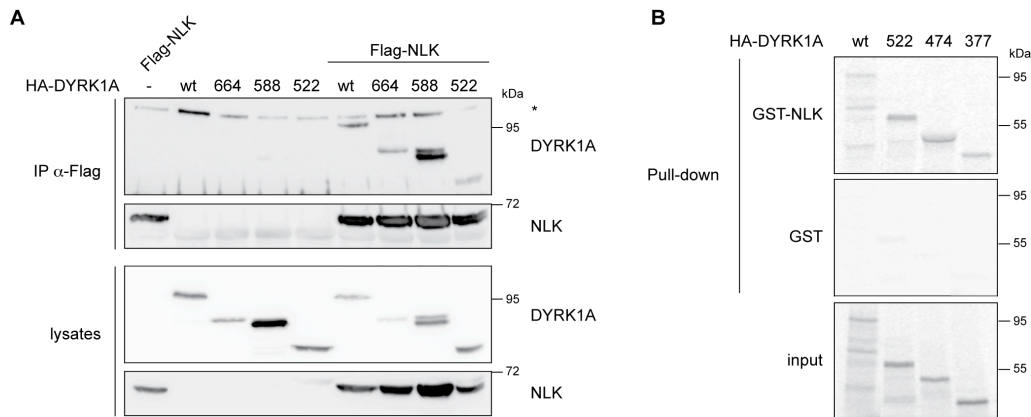 A
Flag-NLK
Flag-NLK
HA-DYRK1A - wt 664 588 522 wt 664 588 522
kDa
*
95
DYRK1A
IP α-Flag
72
NLK
95
DYRK1A
lysates
72
NLK
B
HA-DYRK1A wt 522 474 377
kDa
95
GST-NLK
55
Pull-down
95
GST
55
95
input
55